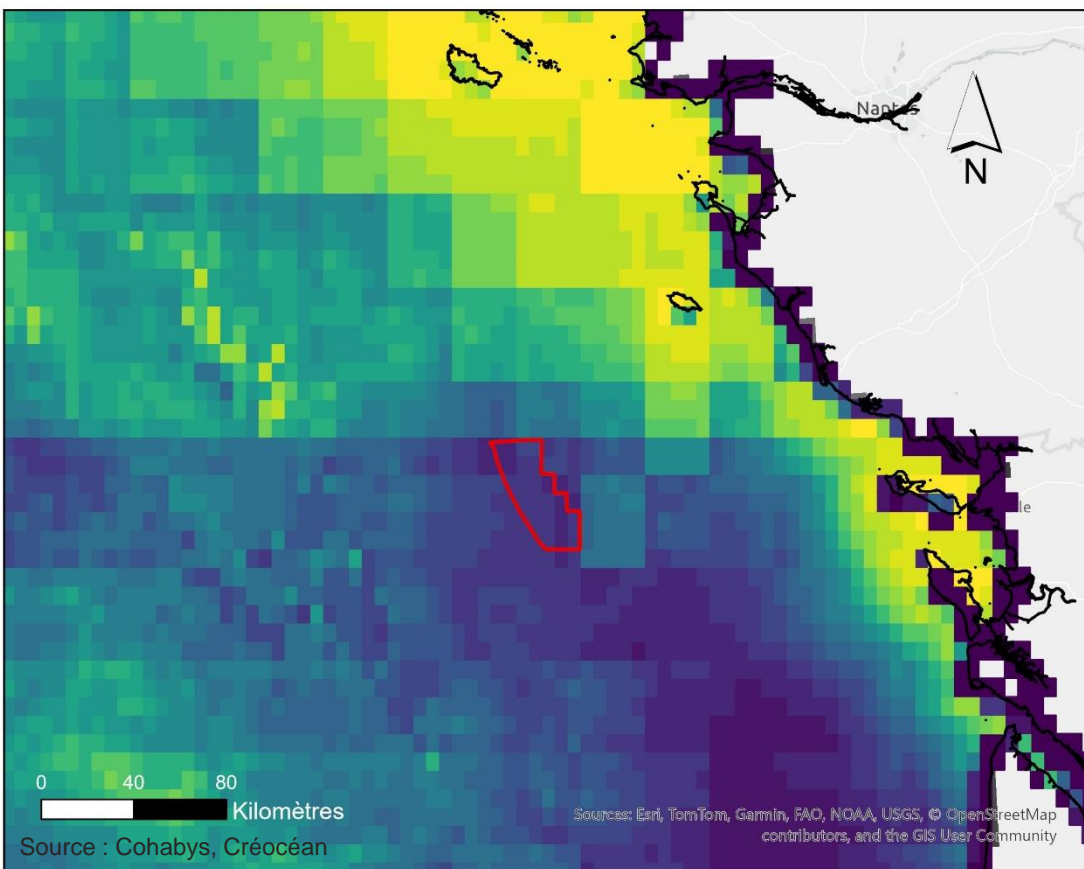 Nantes
N
le
0 40 80
Kilomètres
Sources: Esri, TomTom, Garmin, FAO, NOAA, USGS, © OpenStreetMap
contributors, and the GIS User Community
Source : Cohabys, Créocéan